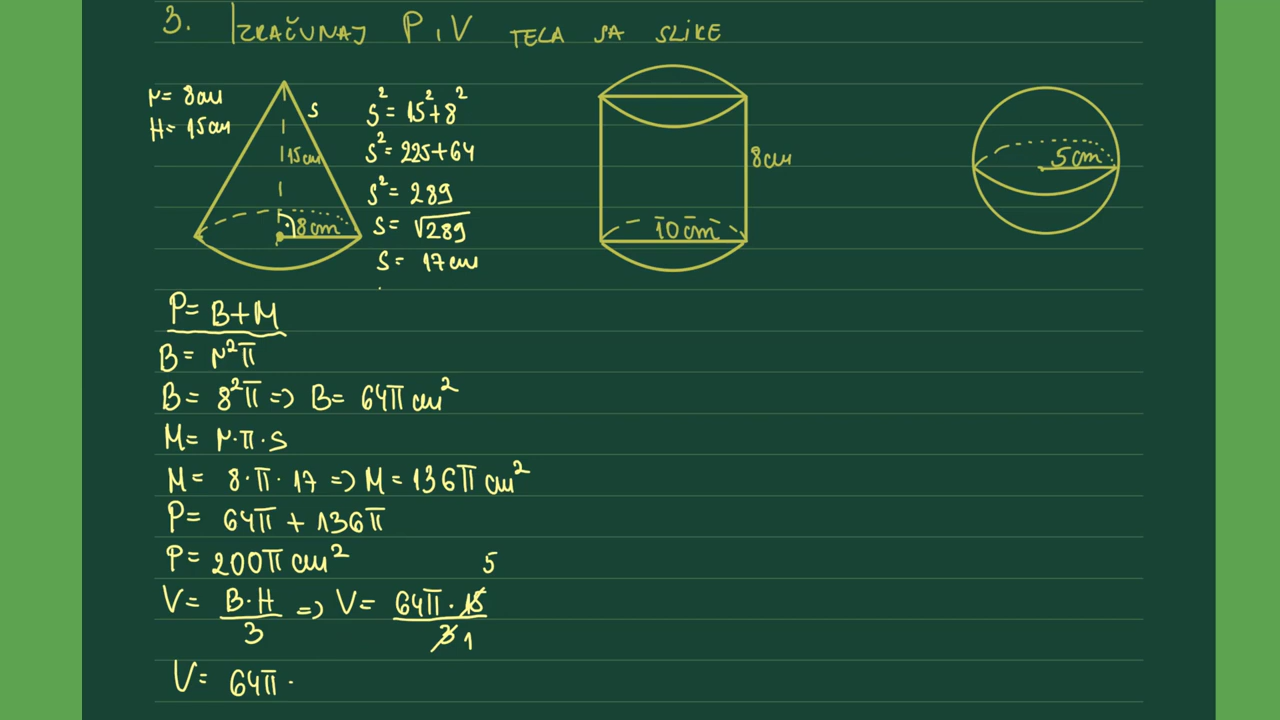 3. IZRAČUNAJ P i V TELA SA SLIKE
r = 8cm
H = 15cm
s
15cm
8cm
s² = 15² + 8²
s² = 225 + 64
s² = 289
s = √289
s = 17cm
8cm
10cm
5cm
P = B + M
B = r²π
B = 8²π => B = 64π cm²
M = r·π·s
M = 8·π·17 => M = 136π cm²
P = 64π + 136π
P = 200π cm²
5
V = B·H/3 => V = 64π·15/3 1
V = 64π ·